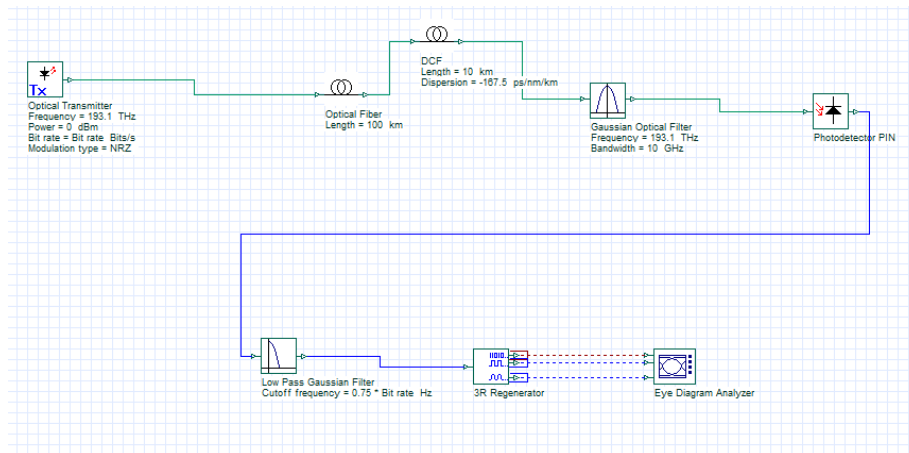 Tx
Optical Transmitter
Frequency = 193.1 THz
Power = 0 dBm
Bit rate = Bit rate Bits/s
Modulation type = NRZ
Optical Fiber
Length = 100 km
DCF
Length = 10 km
Dispersion = -167.5 ps/nm/km
Gaussian Optical Filter
Frequency = 193.1 THz
Bandwidth = 10 GHz
Photodetector PIN
Low Pass Gaussian Filter
Cutoff frequency = 0.75 * Bit rate Hz
3R Regenerator
Eye Diagram Analyzer